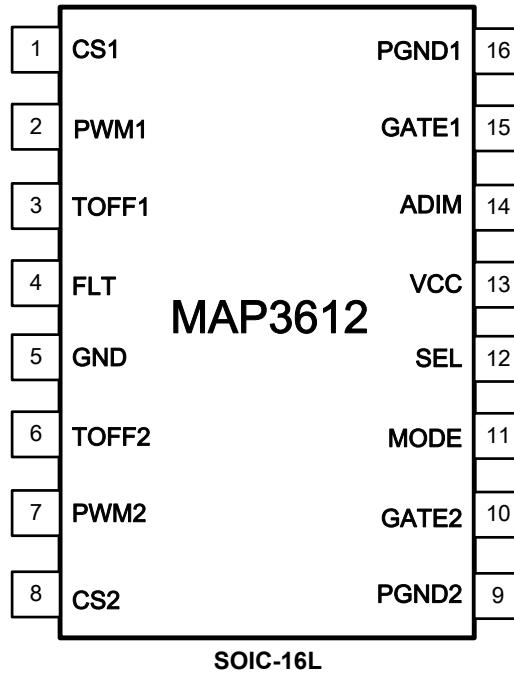 1 CS1 PGND1 16
2 PWM1 GATE1 15
3 TOFF1 ADIM 14
4 FLT VCC 13
MAP3612
5 GND SEL 12
6 TOFF2 MODE 11
7 PWM2 GATE2 10
8 CS2 PGND2 9
SOIC-16L